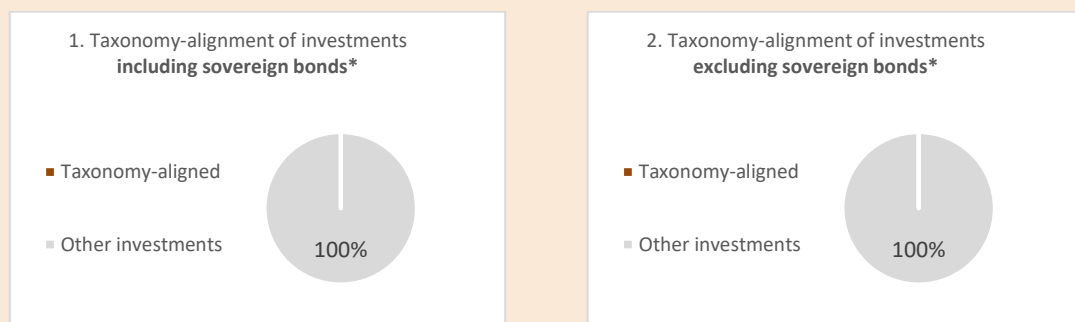 1. Taxonomy-alignment of investments
including sovereign bonds*
Taxonomy-aligned
Other investments
100%
2. Taxonomy-alignment of investments
excluding sovereign bonds*
Taxonomy-aligned
Other investments
100%